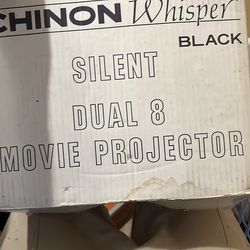 CHINON Whisper
BLACK
SILENT
DUAL 8
MOVIE PROJECTOR